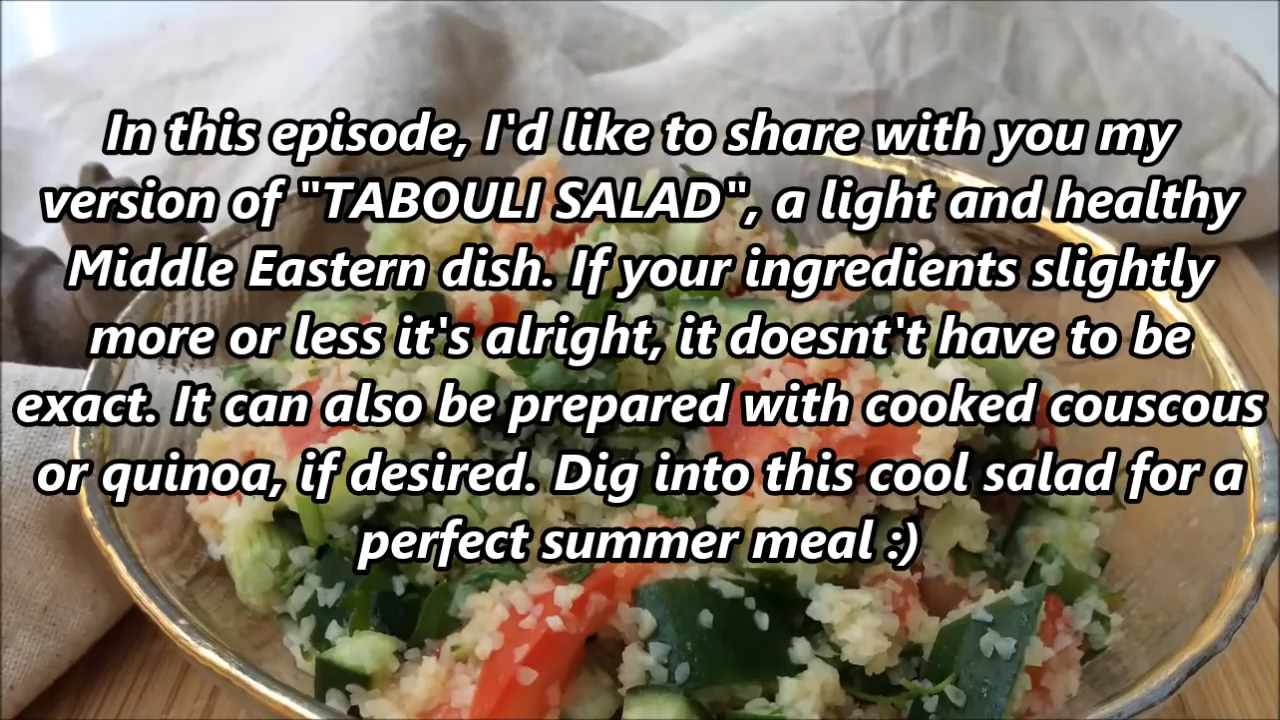 In this episode, I'd like to share with you my
version of "TABOULI SALAD", a light and healthy
Middle Eastern dish. If your ingredients slightly
more or less it's alright, it doesnt't have to be
exact. It can also be prepared with cooked couscous
or quinoa, if desired. Dig into this cool salad for a
perfect summer meal :)